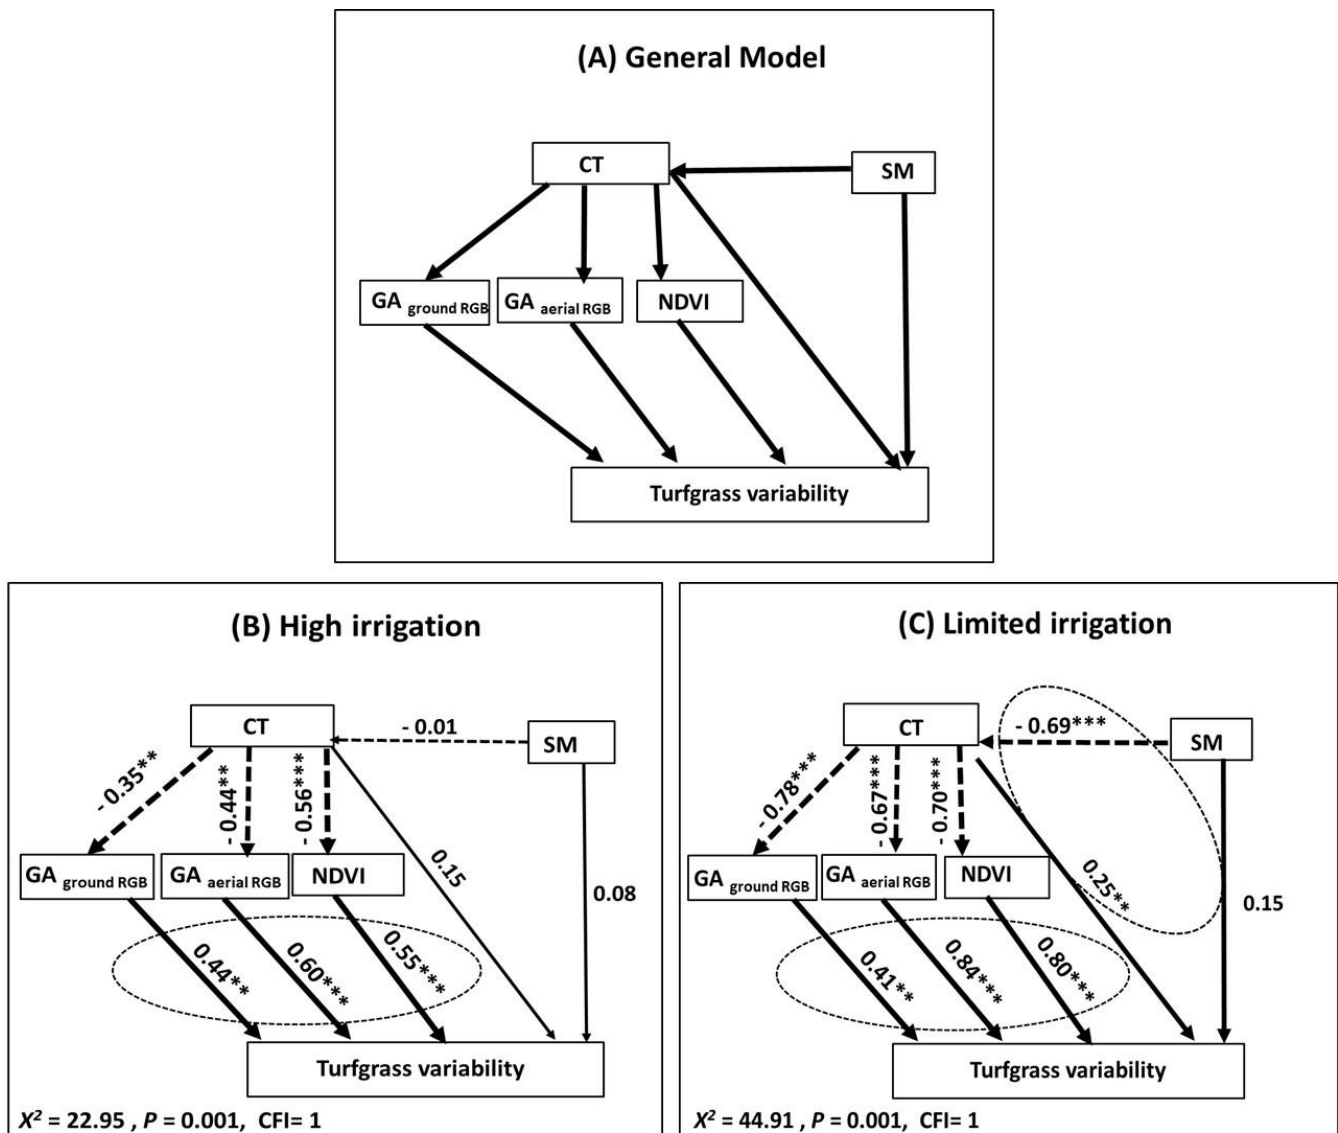 (A) General Model
CT
SM
GA ground RGB
GA aerial RGB
NDVI
Turfgrass variability
(B) High irrigation
CT
- 0.01
SM
- 0.35**
- 0.44**
- 0.56***
GA ground RGB
GA aerial RGB
NDVI
0.15
0.08
0.44**
0.60***
0.55***
Turfgrass variability
X² = 22.95 , P = 0.001, CFI= 1
(C) Limited irrigation
CT
- 0.69***
SM
- 0.78***
- 0.67***
- 0.70***
GA ground RGB
GA aerial RGB
NDVI
0.25**
0.15
0.41**
0.84***
0.80***
Turfgrass variability
X² = 44.91 , P = 0.001, CFI= 1